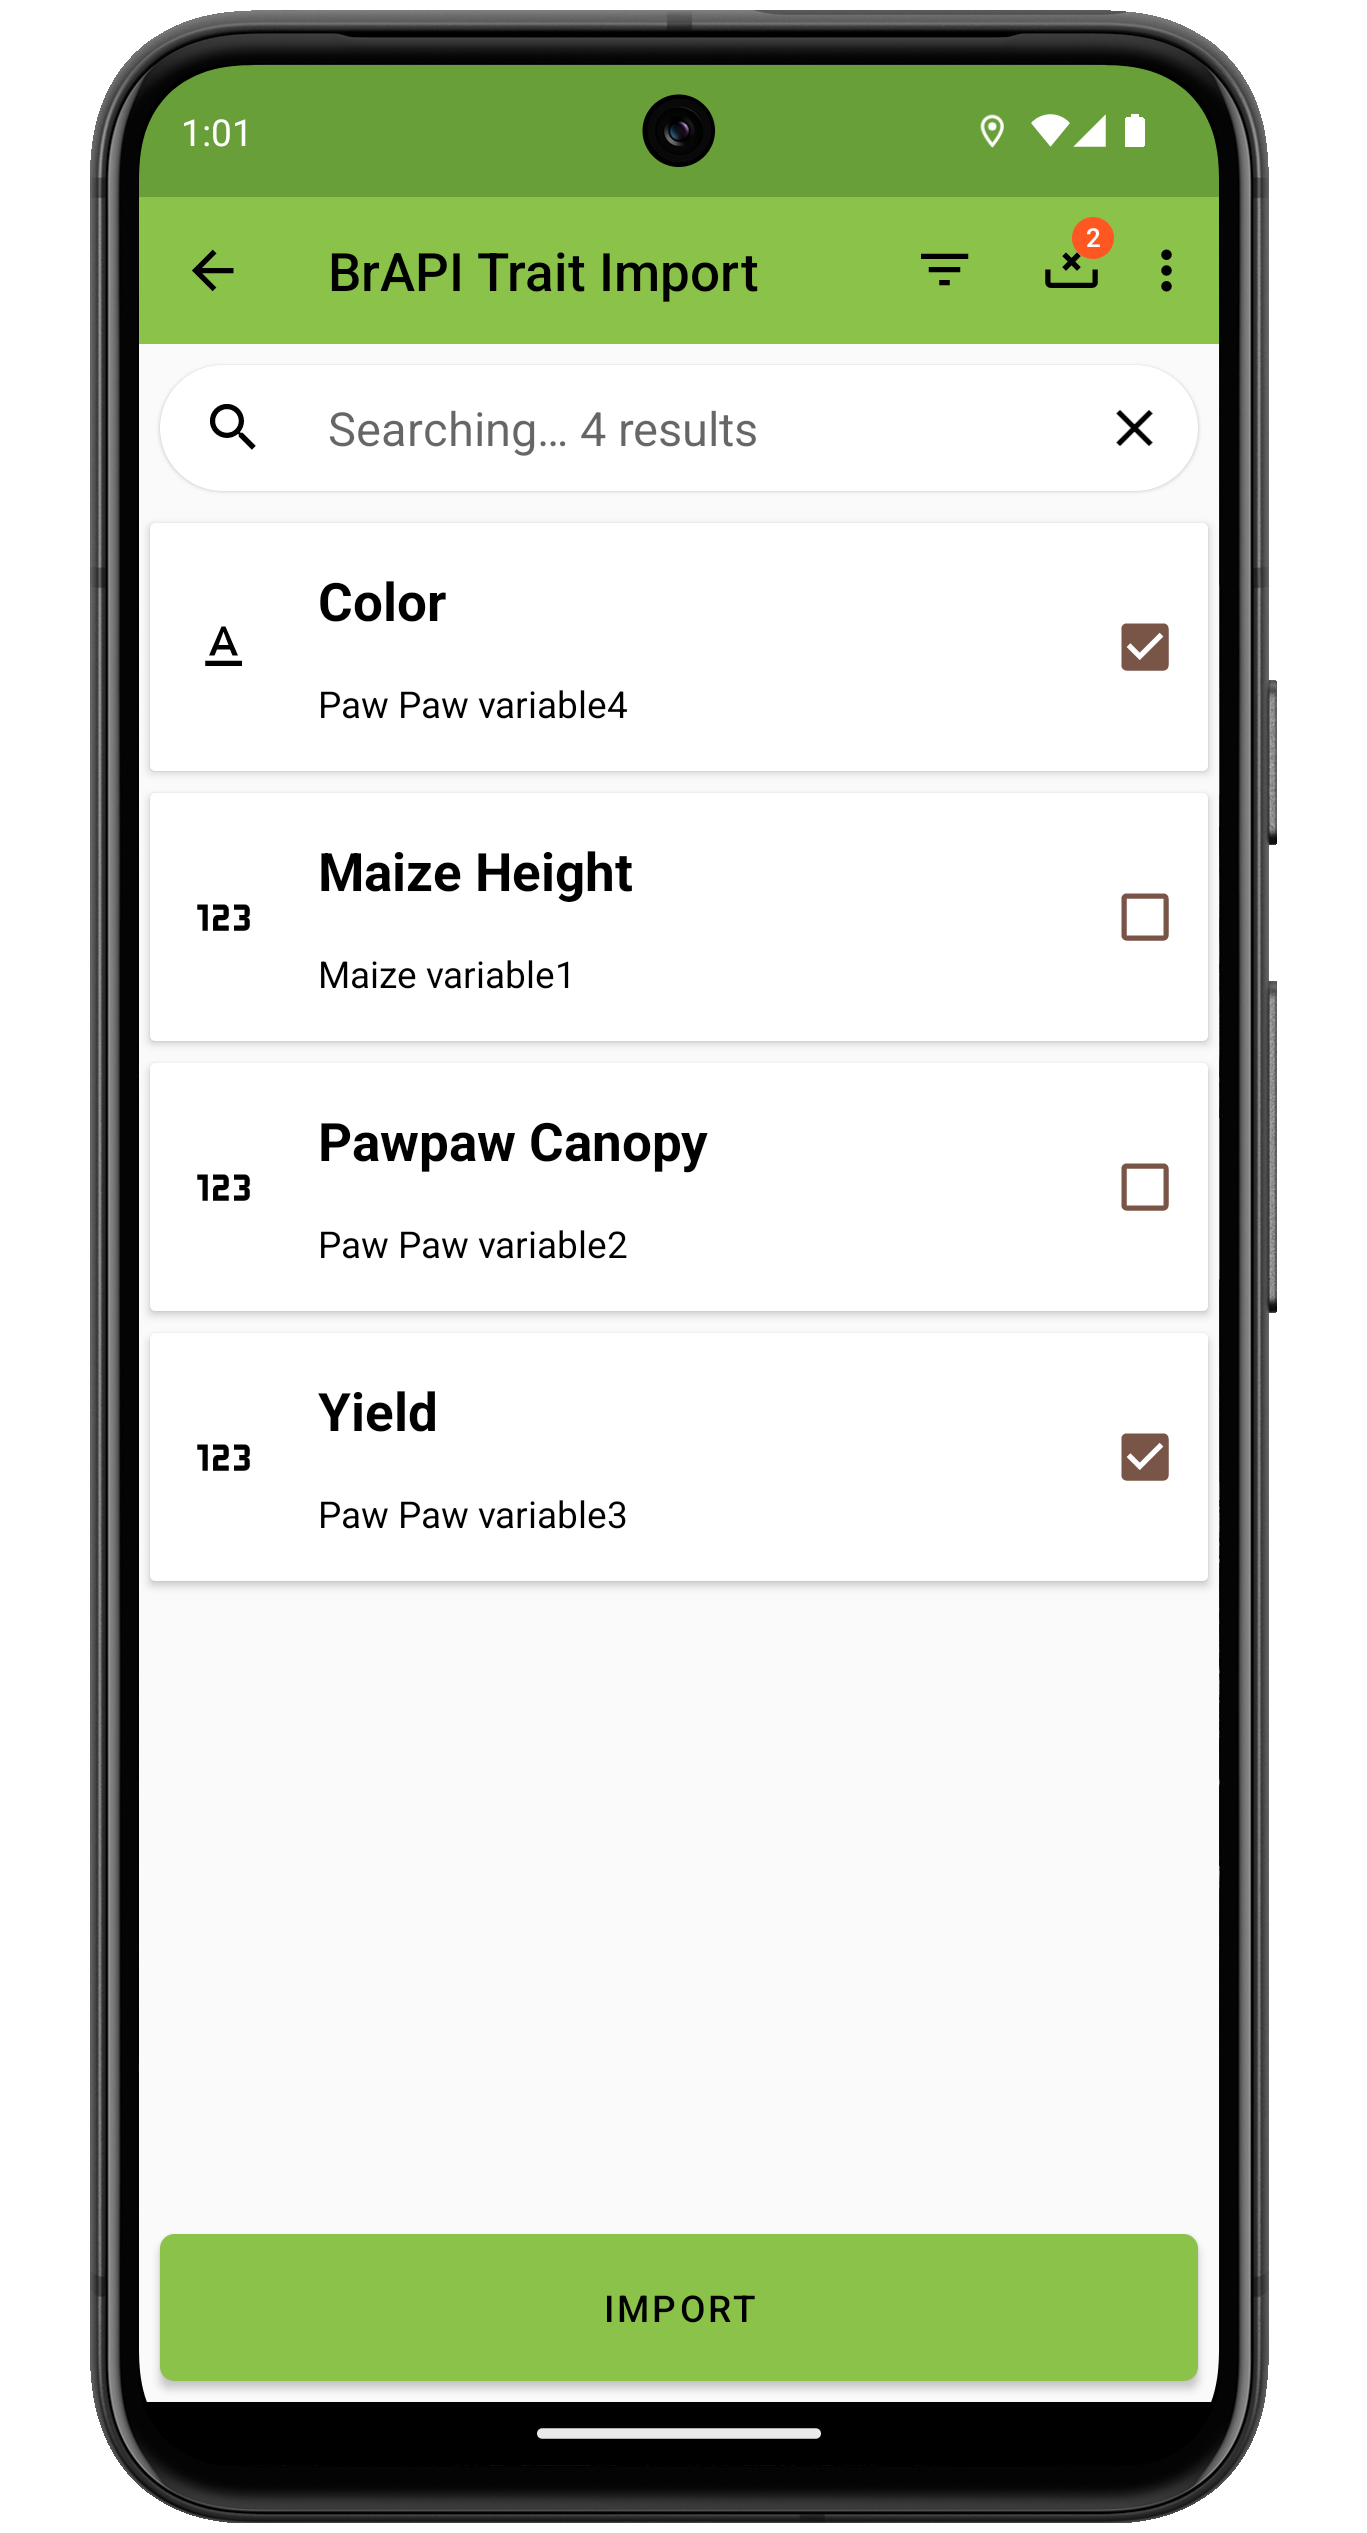 1:01
BrAPI Trait Import
2
Searching... 4 results
A
Color
Paw Paw variable4
123
Maize Height
Maize variable1
123
Pawpaw Canopy
Paw Paw variable2
123
Yield
Paw Paw variable3
IMPORT